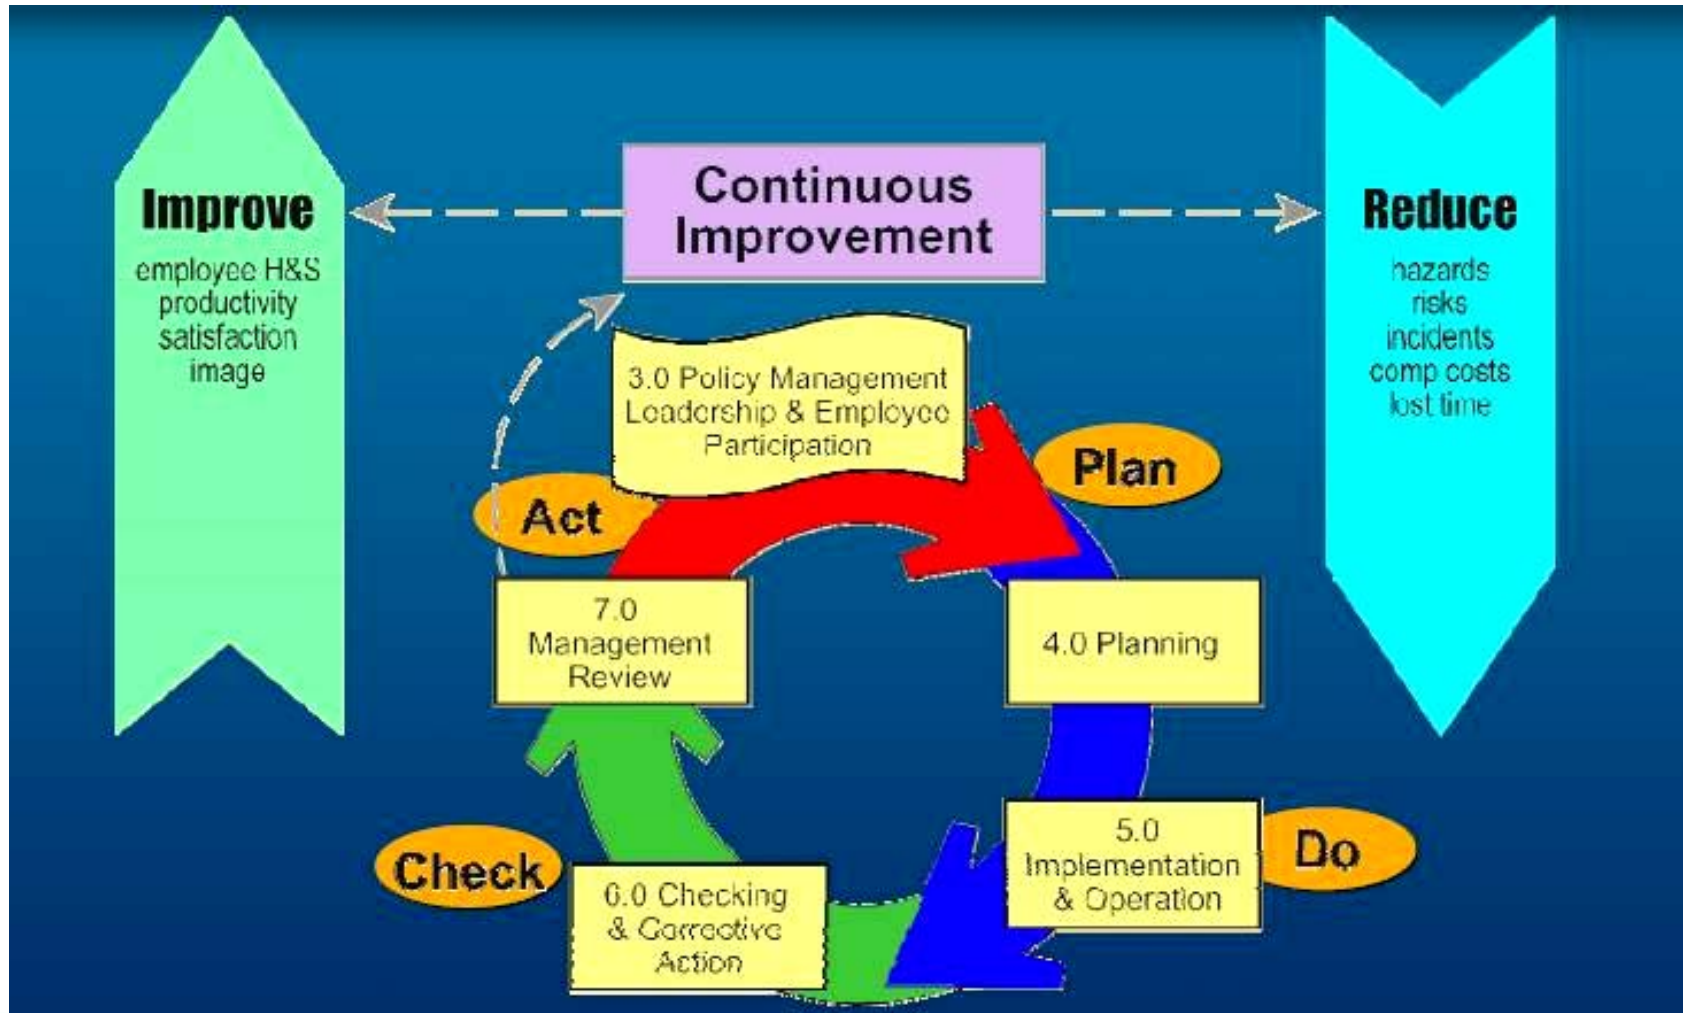 Continuous
Improvement
Improve
employee H&S
productivity
satisfaction
image
Reduce
hazards
risks
incidents
comp costs
lost time
3.0 Policy Management
Leadership & Employee
Participation
Plan
Act
7.0
Management
Review
4.0 Planning
5.0
Implementation
& Operation
Do
Check
6.0 Checking
& Corrective
Action